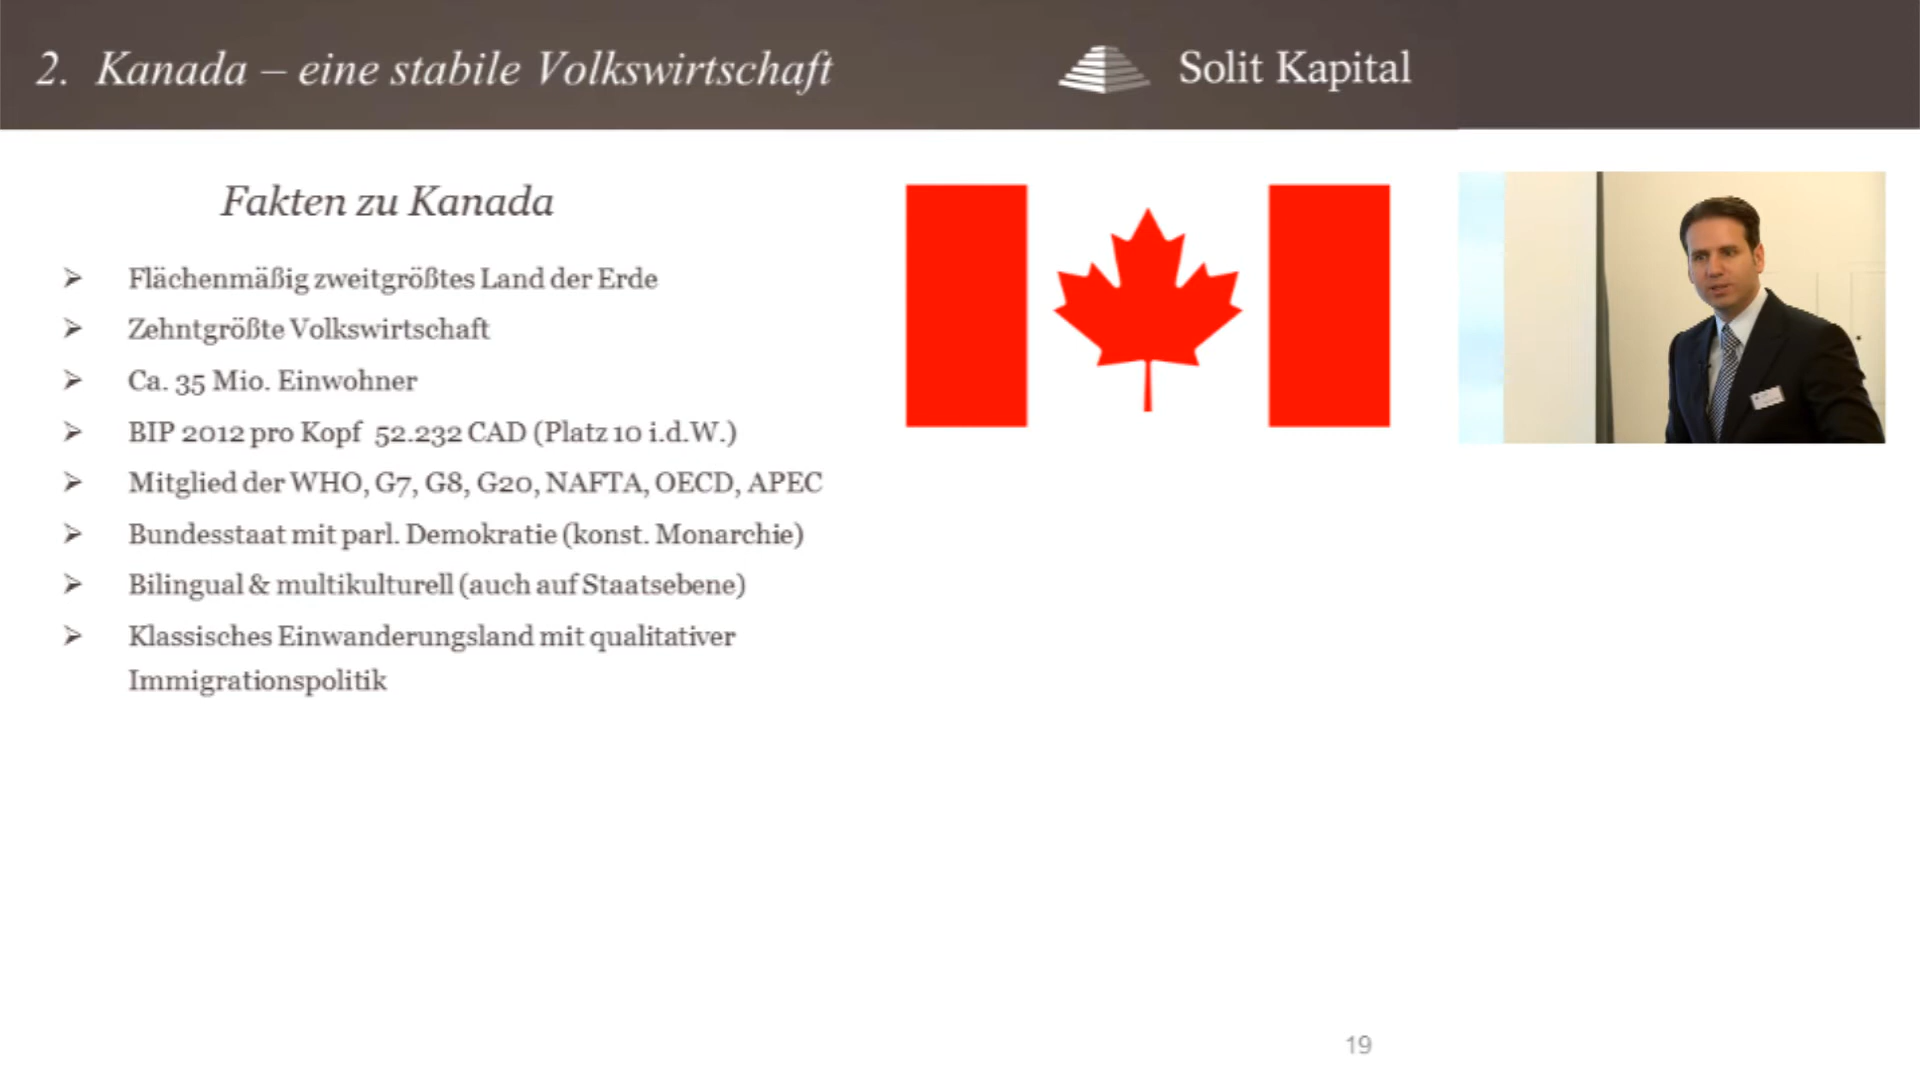 2. Kanada – eine stabile Volkswirtschaft
Solit Kapital
Fakten zu Kanada
➢ Flächenmäßig zweitgrößtes Land der Erde
➢ Zehntgrößte Volkswirtschaft
➢ Ca. 35 Mio. Einwohner
➢ BIP 2012 pro Kopf 52.232 CAD (Platz 10 i.d.W.)
➢ Mitglied der WHO, G7, G8, G20, NAFTA, OECD, APEC
➢ Bundesstaat mit parl. Demokratie (konst. Monarchie)
➢ Bilingual & multikulturell (auch auf Staatsebene)
➢ Klassisches Einwanderungsland mit qualitativer
Immigrationspolitik
19